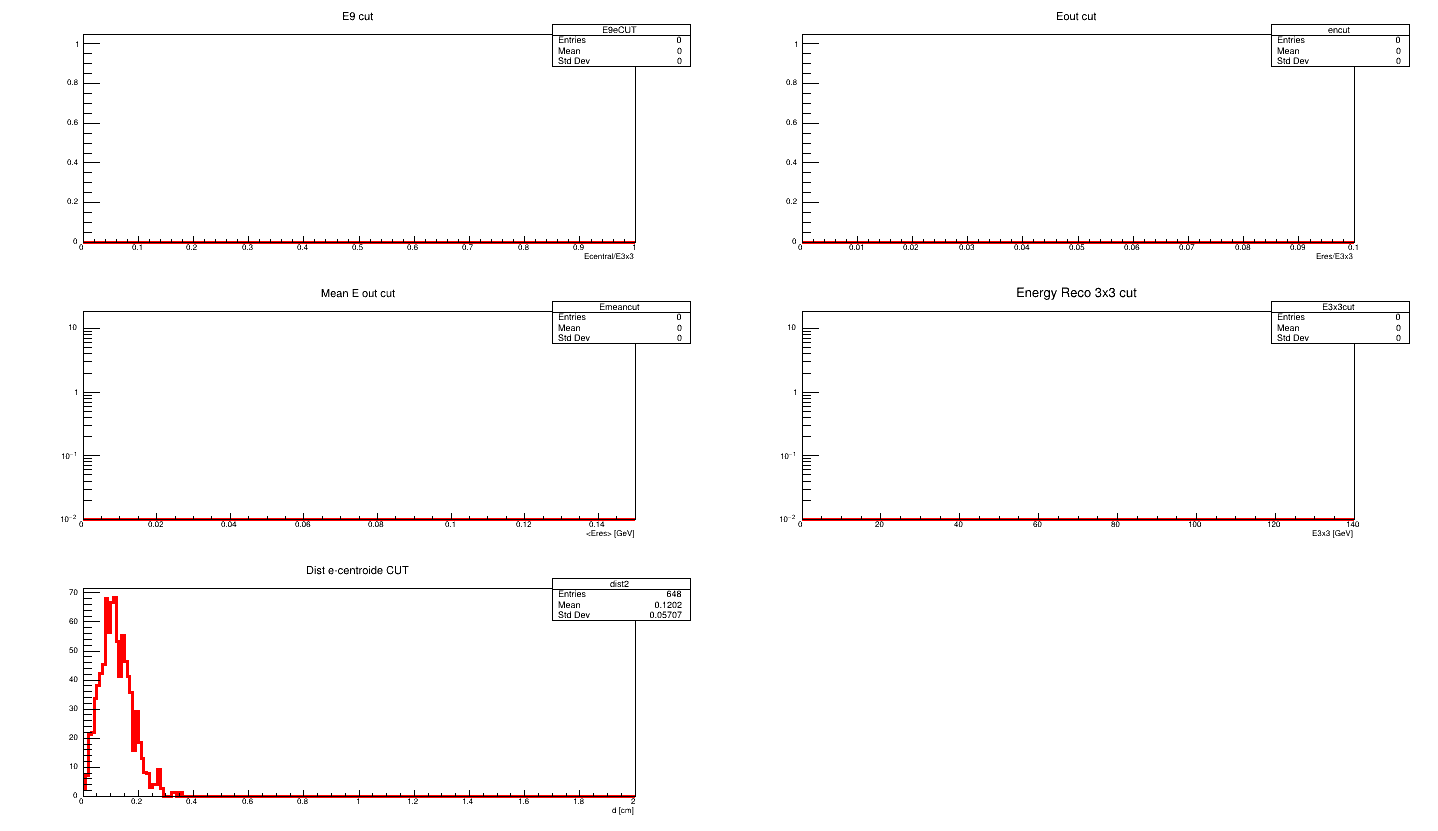 E9 cut
E9eCUT
Entries 0
Mean 0
Std Dev 0
1
0.8
0.6
0.4
0.2
0
0 0.1 0.2 0.3 0.4 0.5 0.6 0.7 0.8 0.9 1
Ecentral/E3x3
Eout cut
encut
Entries 0
Mean 0
Std Dev 0
1
0.8
0.6
0.4
0.2
0
0 0.01 0.02 0.03 0.04 0.05 0.06 0.07 0.08 0.09 0.1
Eres/E3x3
Mean E out cut
Emeancut
Entries 0
Mean 0
Std Dev 0
10
1
10⁻¹
10⁻²
0 0.02 0.04 0.06 0.08 0.1 0.12 0.14
<Eres> [GeV]
Energy Reco 3x3 cut
E3x3cut
Entries 0
Mean 0
Std Dev 0
10
1
10⁻¹
10⁻²
0 20 40 60 80 100 120 140
E3x3 [GeV]
Dist e-centroide CUT
dist2
Entries 648
Mean 0.1202
Std Dev 0.05707
70
60
50
40
30
20
10
0
0 0.2 0.4 0.6 0.8 1 1.2 1.4 1.6 1.8 2
d [cm]